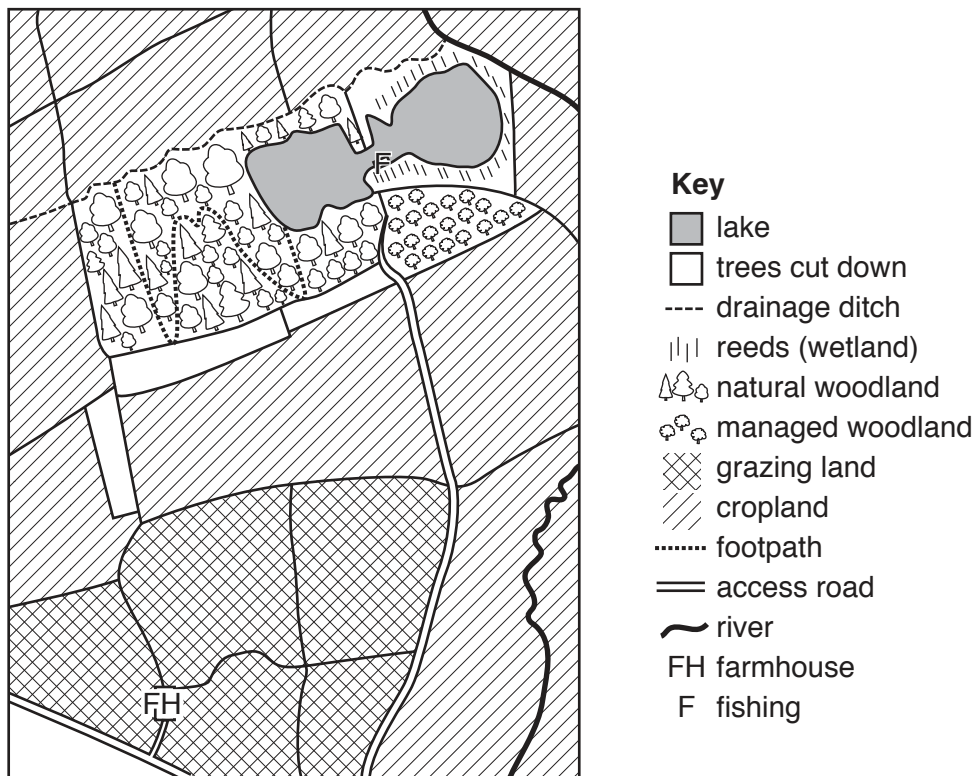 F
FH
Key
lake
trees cut down
drainage ditch
reeds (wetland)
natural woodland
managed woodland
grazing land
cropland
footpath
access road
river
FH farmhouse
F fishing